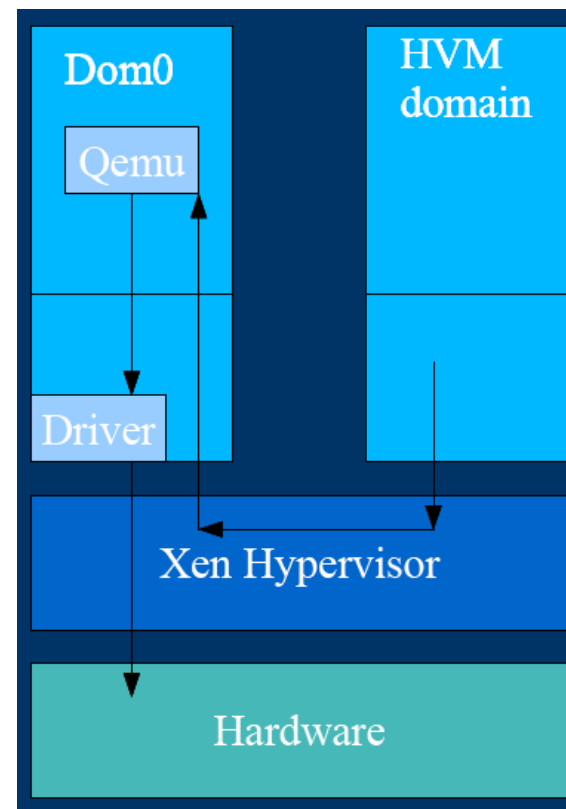 Dom0
HVM
domain
Qemu
Driver
Xen Hypervisor
Hardware